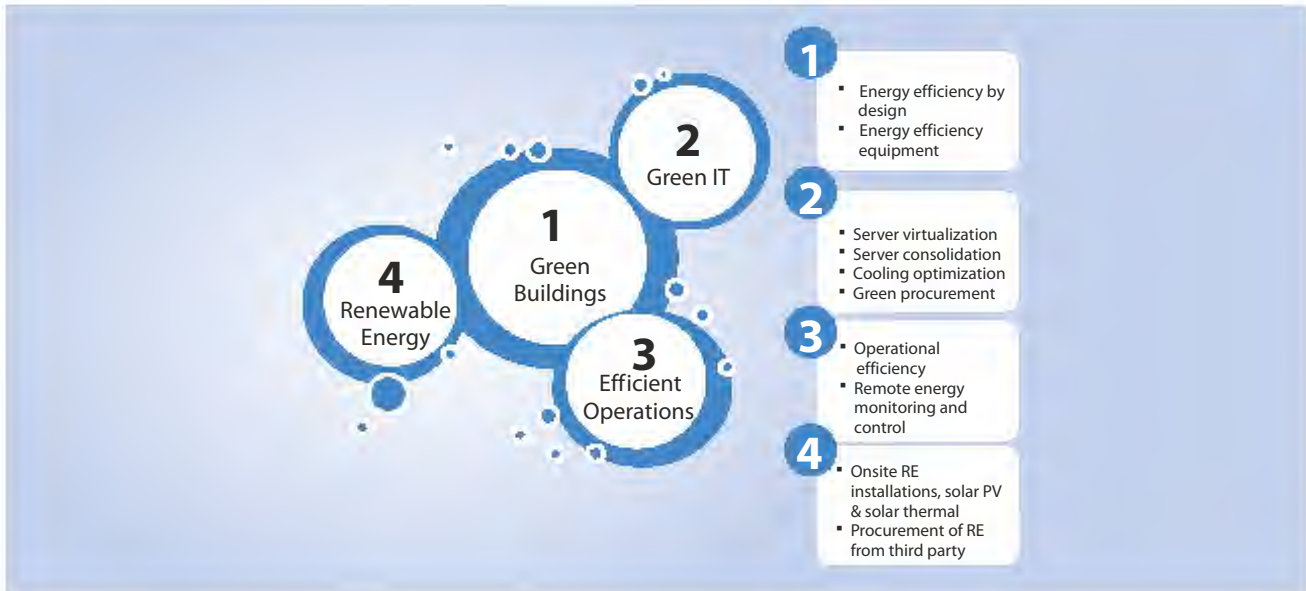 1
Green
Buildings
2
Green IT
3
Efficient
Operations
4
Renewable
Energy
1
▪ Energy efficiency by
design
▪ Energy efficiency
equipment
2
▪ Server virtualization
▪ Server consolidation
▪ Cooling optimization
▪ Green procurement
3
▪ Operational
efficiency
▪ Remote energy
monitoring and
control
4
▪ Onsite RE
installations, solar PV
& solar thermal
▪ Procurement of RE
from third party